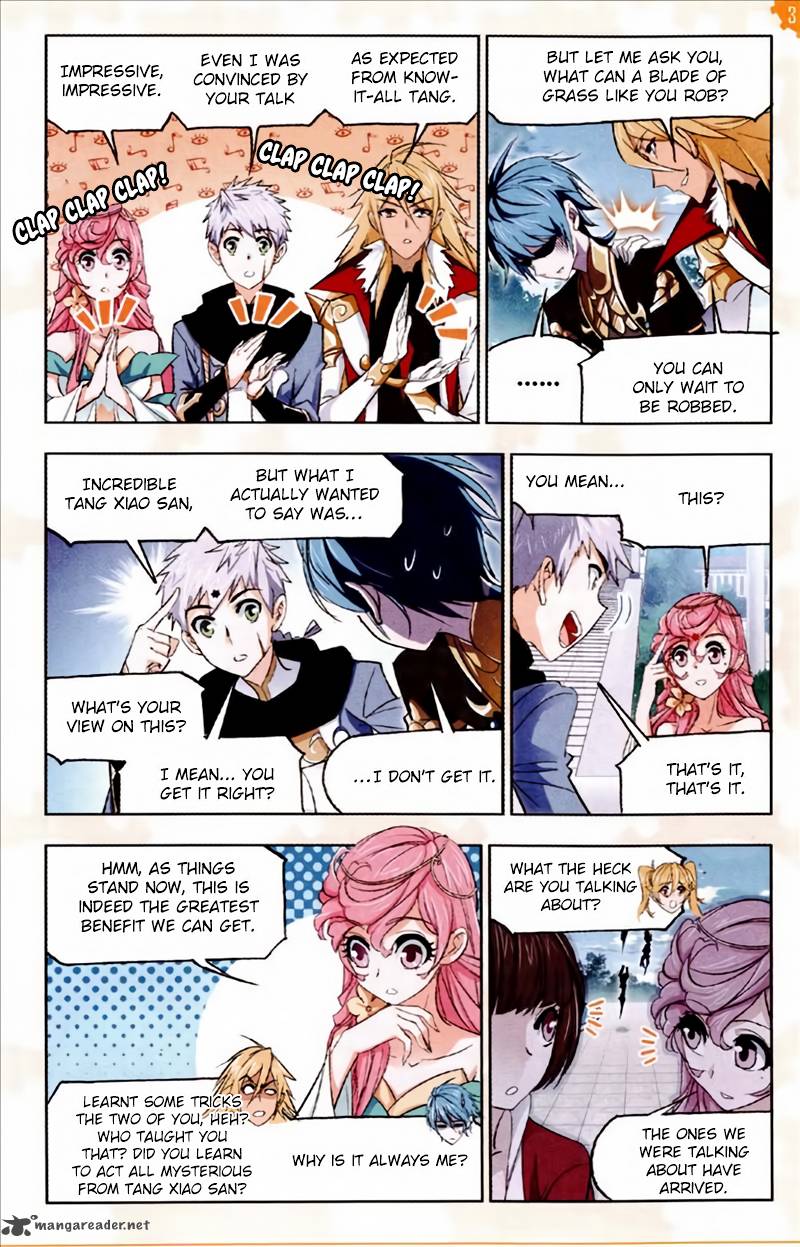 3
IMPRESSIVE,
IMPRESSIVE.
EVEN I WAS
CONVINCED BY
YOUR TALK
AS EXPECTED
FROM KNOW-
IT-ALL TANG.
CLAP CLAP CLAP!
CLAP CLAP CLAP!
BUT LET ME ASK YOU,
WHAT CAN A BLADE OF
GRASS LIKE YOU ROB?
......
YOU CAN
ONLY WAIT TO
BE ROBBED.
INCREDIBLE
TANG XIAO SAN,
BUT WHAT I
ACTUALLY WANTED
TO SAY WAS...
WHAT'S YOUR
VIEW ON THIS?
I MEAN... YOU
GET IT RIGHT?
...I DON'T GET IT.
YOU MEAN...
THIS?
THAT'S IT,
THAT'S IT.
HMM, AS THINGS
STAND NOW, THIS IS
INDEED THE GREATEST
BENEFIT WE CAN GET.
LEARNT SOME TRICKS
THE TWO OF YOU, HEH?
WHO TAUGHT YOU
THAT? DID YOU LEARN
TO ACT ALL MYSTERIOUS
FROM TANG XIAO SAN?
WHY IS IT ALWAYS ME?
WHAT THE HECK
ARE YOU TALKING
ABOUT?
THE ONES WE
WERE TALKING
ABOUT HAVE
ARRIVED.
mangareader.net